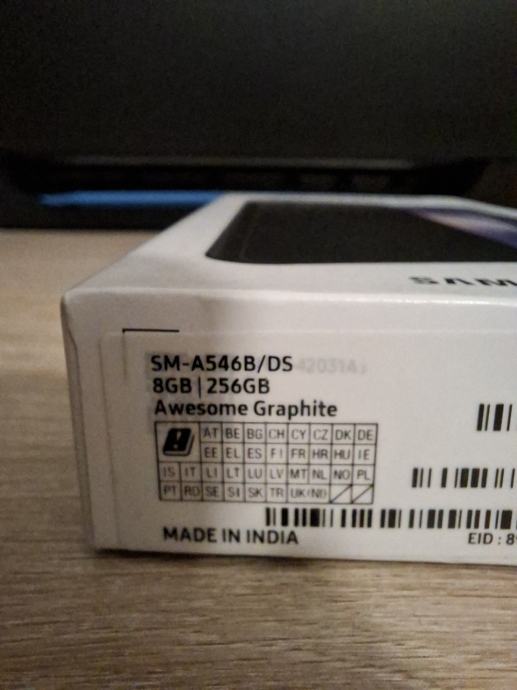 SAM
SM-A546B/DS
8GB|256GB
Awesome Graphite
AT BE BG CH CY CZ DK DE
EE EL ES FI FR HR HU IE
IS IT LI LT LU LV MT NL NO PL
PT RO SE SI SK TR UK(NI)
MADE IN INDIA
EID : 89